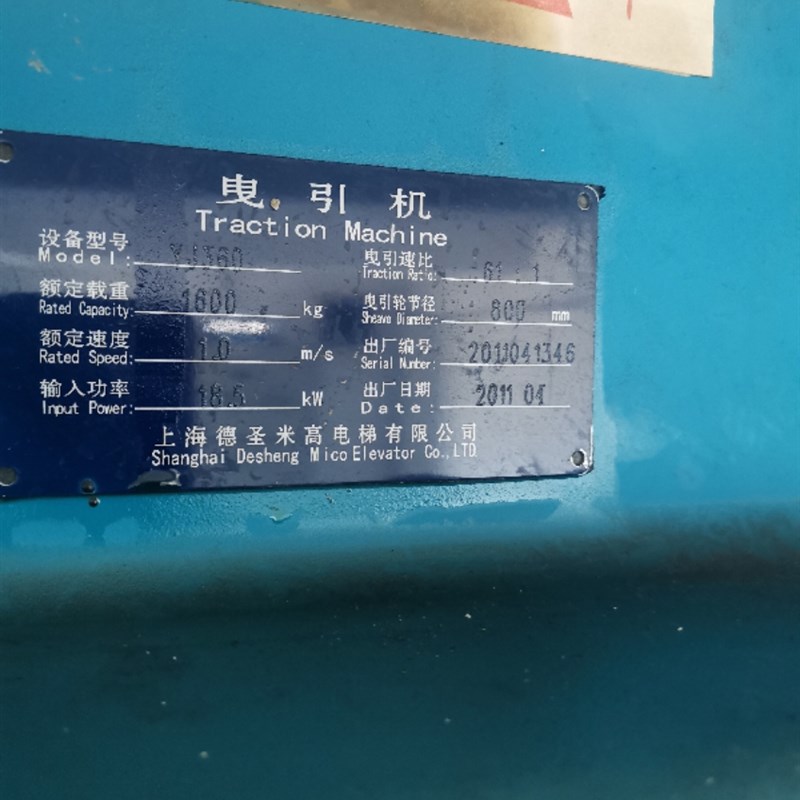 曳引机
Traction Machine
设备型号 YJ360
Model:
曳引速比 61:1
Traction Ratio:
额定载重 1600 kg
Rated Capacity:
曳引轮节径 800 mm
Sheave Diameter:
额定速度 1.0 m/s
Rated Speed:
出厂编号 201J041346
Serial Number:
输入功率 18.5 kW
Input Power:
出厂日期 2011 04
Date:
上海德圣米高电梯有限公司
Shanghai Desheng Mico Elevator Co.,LTD